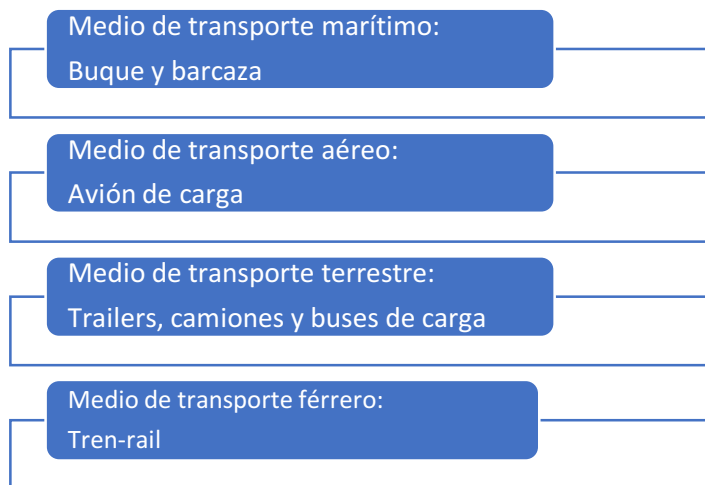 Medio de transporte marítimo:
Buque y barcaza
Medio de transporte aéreo:
Avión de carga
Medio de transporte terrestre:
Trailers, camiones y buses de carga
Medio de transporte férrero:
Tren-rail